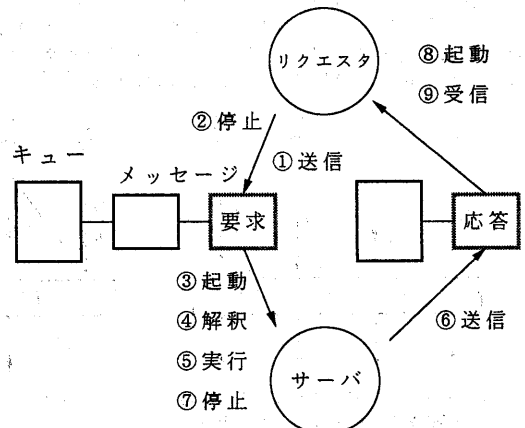 リクエスタ
⑧起動
⑨受信
②停止
①送信
キュー
メッセージ
要求
応答
③起動
④解釈
⑤実行
⑦停止
⑥送信
サーバ